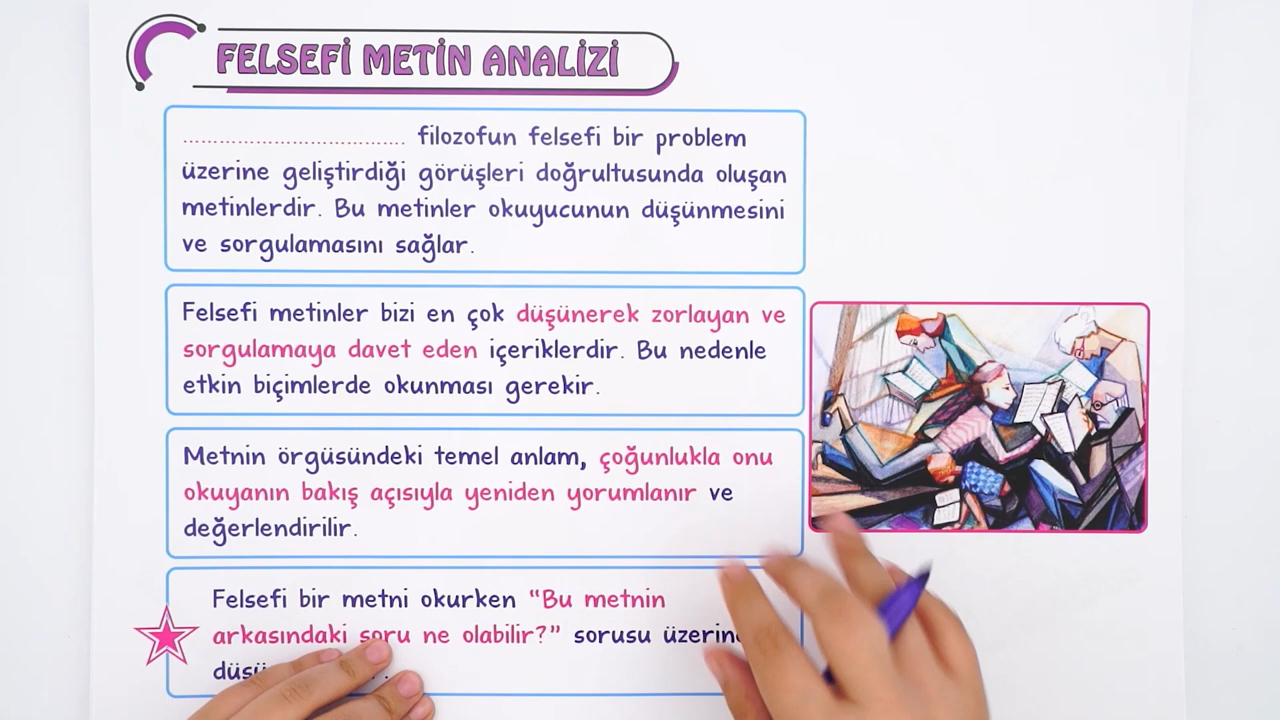 FELSEFİ METİN ANALİZİ
................................ filozofun felsefi bir problem
üzerine geliştirdiği görüşleri doğrultusunda oluşan
metinlerdir. Bu metinler okuyucunun düşünmesini
ve sorgulamasını sağlar.
Felsefi metinler bizi en çok düşünerek zorlayan ve
sorgulamaya davet eden içeriklerdir. Bu nedenle
etkin biçimlerde okunması gerekir.
Metnin örgüsündeki temel anlam, çoğunlukla onu
okuyanın bakış açısıyla yeniden yorumlanır ve
değerlendirilir.
Felsefi bir metni okurken “Bu metnin
arkasındaki soru ne olabilir?” sorusu üzerine